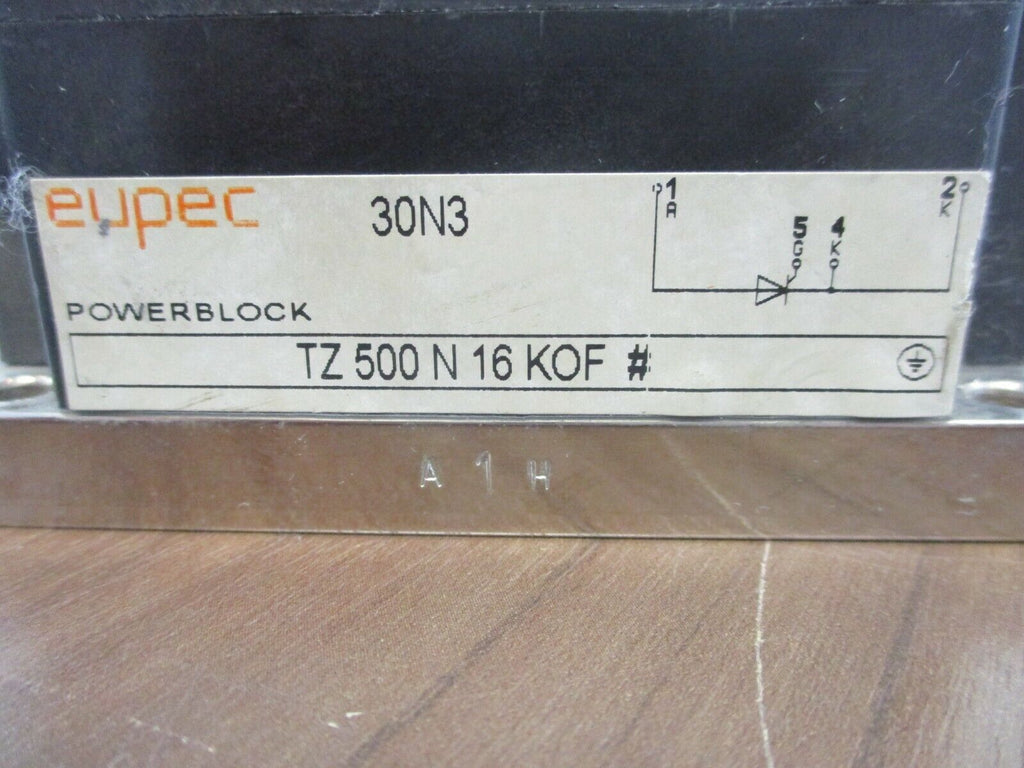 eupec
30N3
1
A
2
K
5
G
4
K
POWERBLOCK
TZ 500 N 16 KOF #
A 1 H